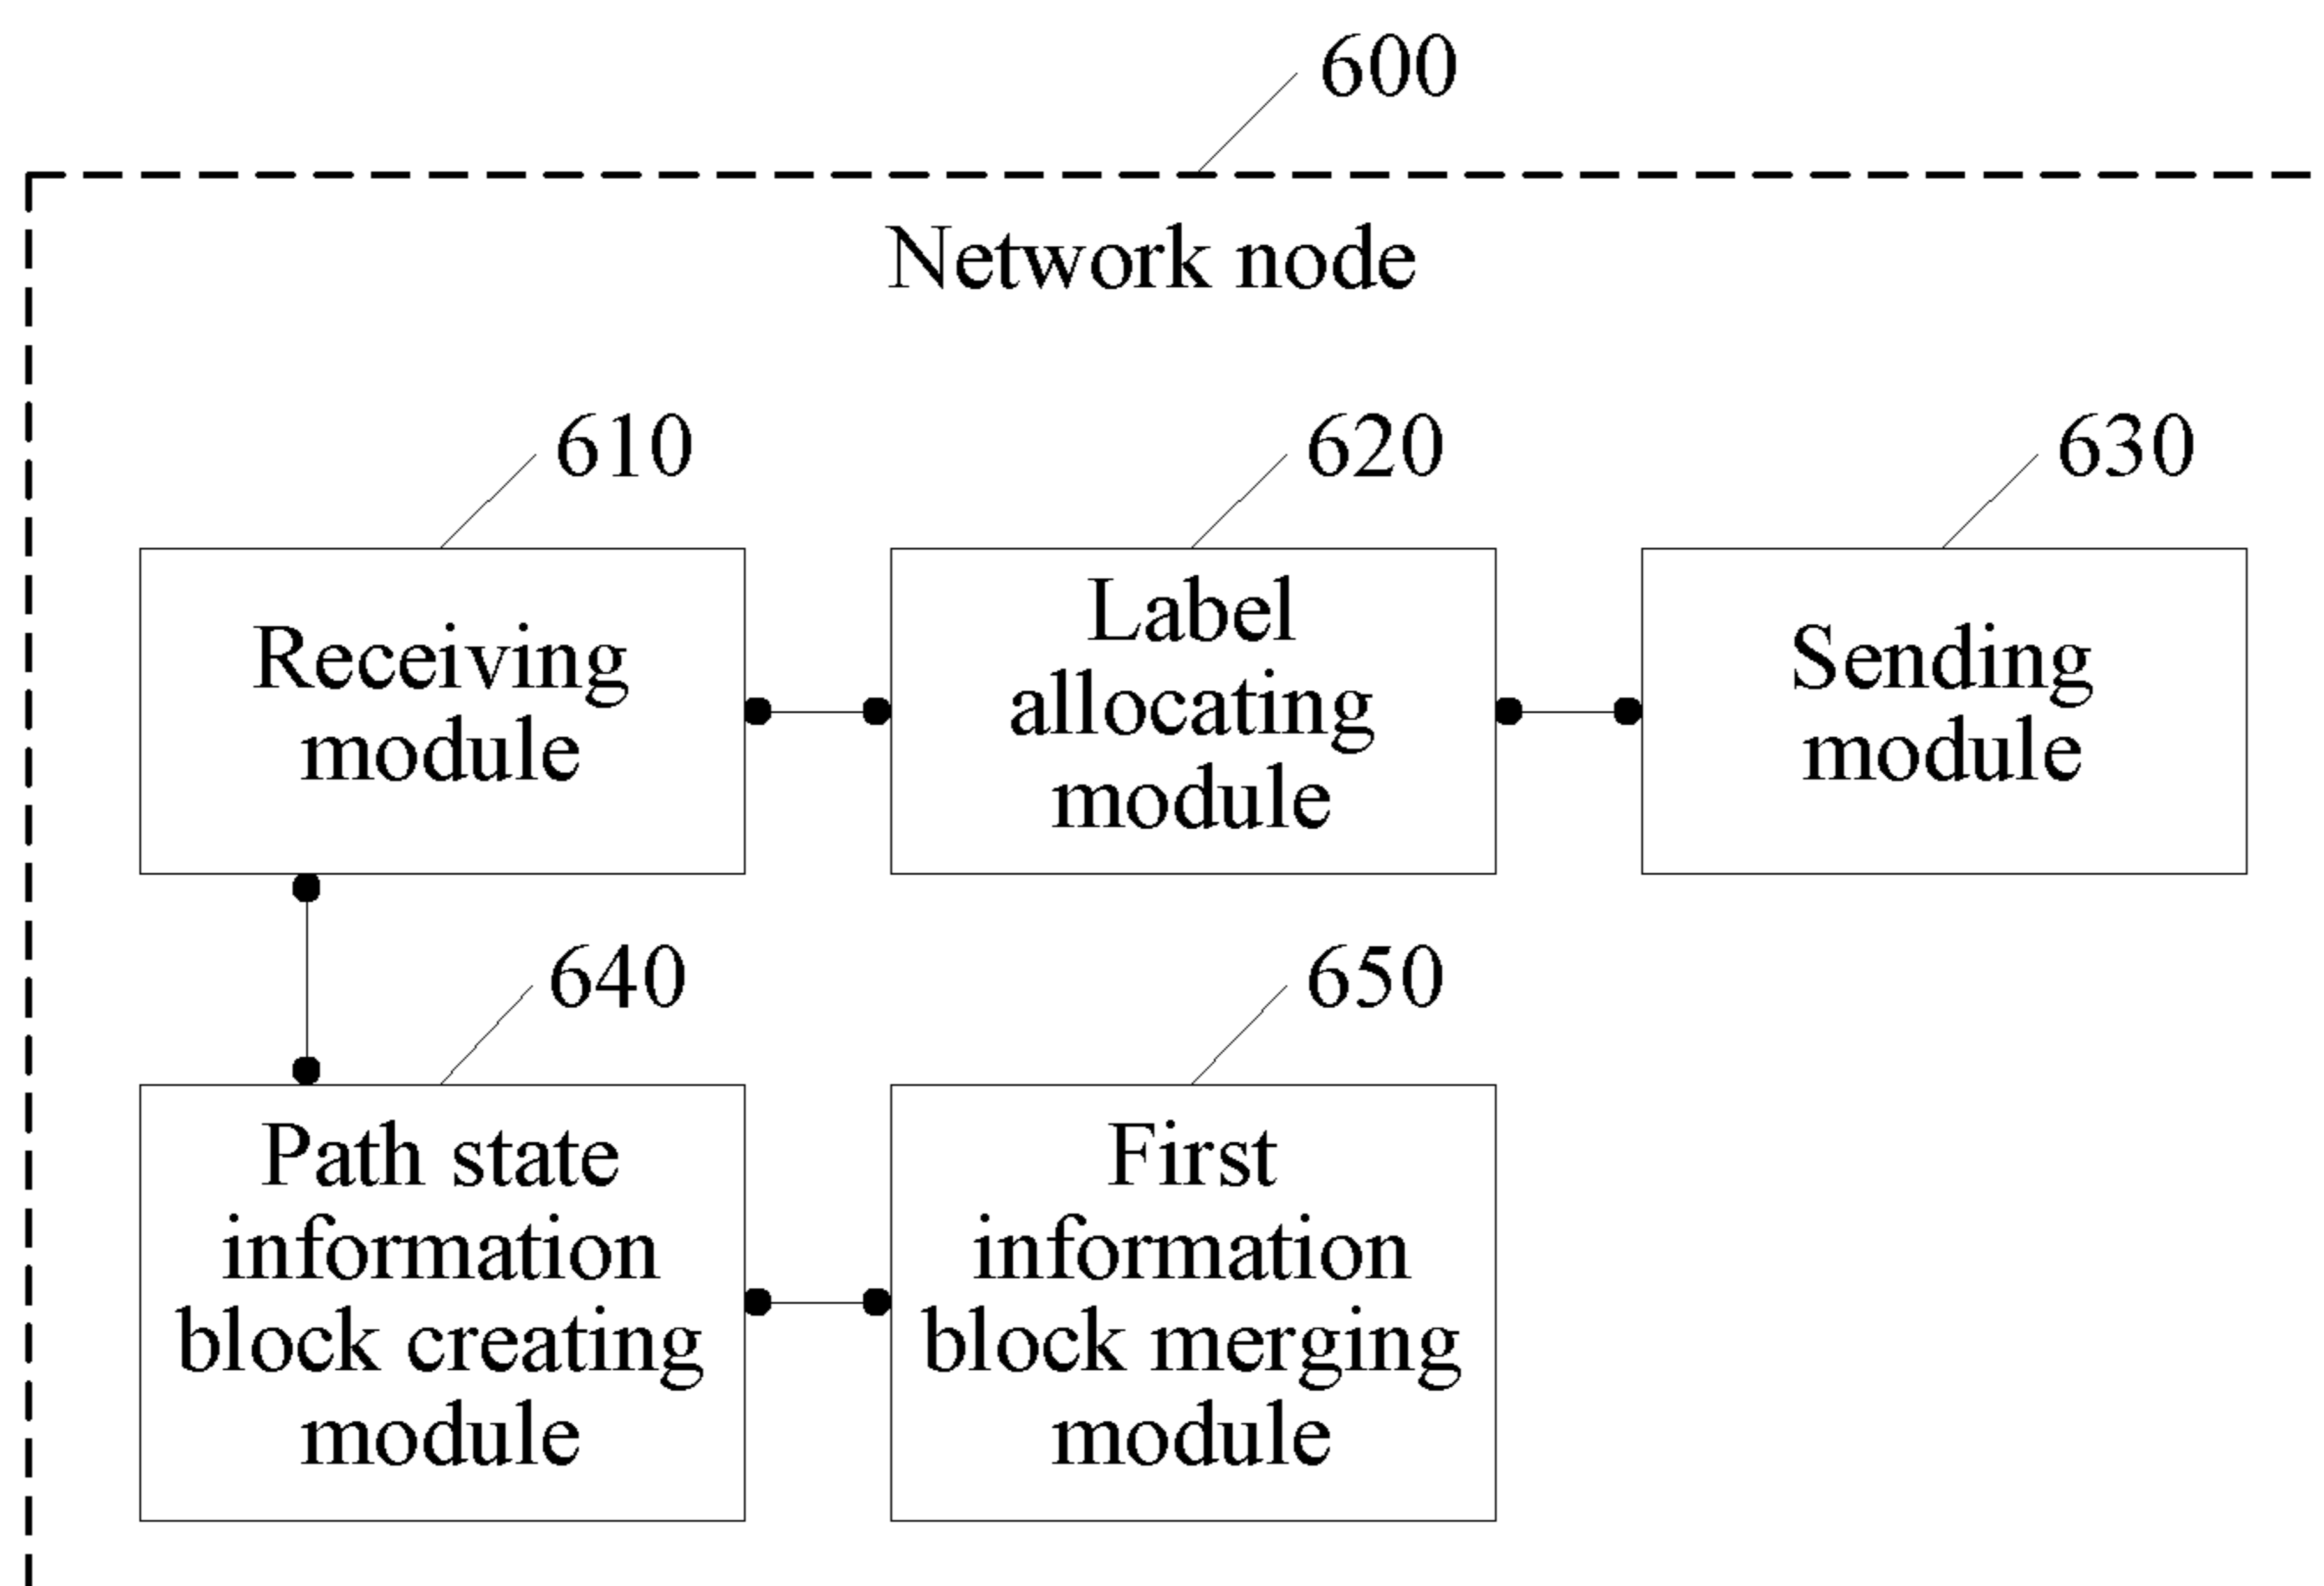 600
Network node
610
620
630
Receiving
module
Label
allocating
module
Sending
module
640
650
Path state
information
block creating
module
First
information
block merging
module